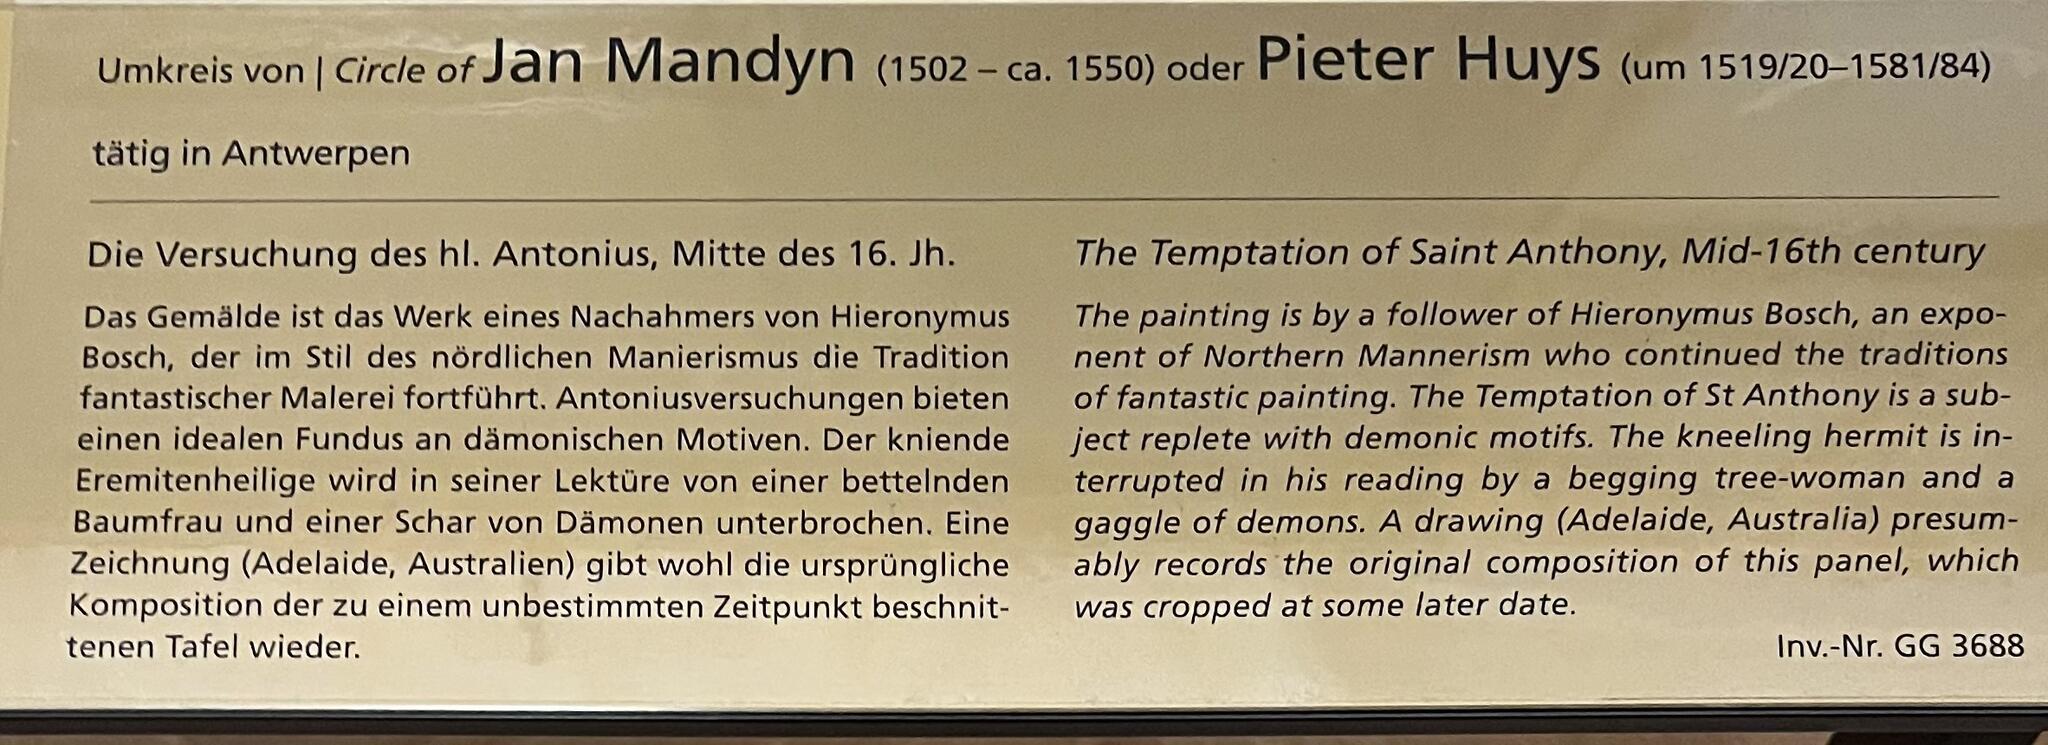 Umkreis von | Circle of Jan Mandyn (1502 – ca. 1550) oder Pieter Huys (um 1519/20–1581/84)
tätig in Antwerpen
Die Versuchung des hl. Antonius, Mitte des 16. Jh.
Das Gemälde ist das Werk eines Nachahmers von Hieronymus
Bosch, der im Stil des nördlichen Manierismus die Tradition
fantastischer Malerei fortführt. Antoniusversuchungen bieten
einen idealen Fundus an dämonischen Motiven. Der kniende
Eremitenheilige wird in seiner Lektüre von einer bettelnden
Baumfrau und einer Schar von Dämonen unterbrochen. Eine
Zeichnung (Adelaide, Australien) gibt wohl die ursprüngliche
Komposition der zu einem unbestimmten Zeitpunkt beschnit-
tenen Tafel wieder.
The Temptation of Saint Anthony, Mid-16th century
The painting is by a follower of Hieronymus Bosch, an expo-
nent of Northern Mannerism who continued the traditions
of fantastic painting. The Temptation of St Anthony is a sub-
ject replete with demonic motifs. The kneeling hermit is in-
terrupted in his reading by a begging tree-woman and a
gaggle of demons. A drawing (Adelaide, Australia) presum-
ably records the original composition of this panel, which
was cropped at some later date.
Inv.-Nr. GG 3688